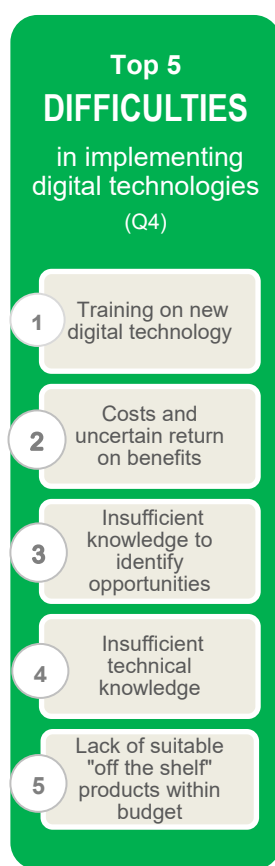 Top 5
DIFFICULTIES
in implementing
digital technologies
(Q4)
1
Training on new
digital technology
2
Costs and
uncertain return
on benefits
3
Insufficient
knowledge to
identify
opportunities
4
Insufficient
technical
knowledge
5
Lack of suitable
"off the shelf"
products within
budget